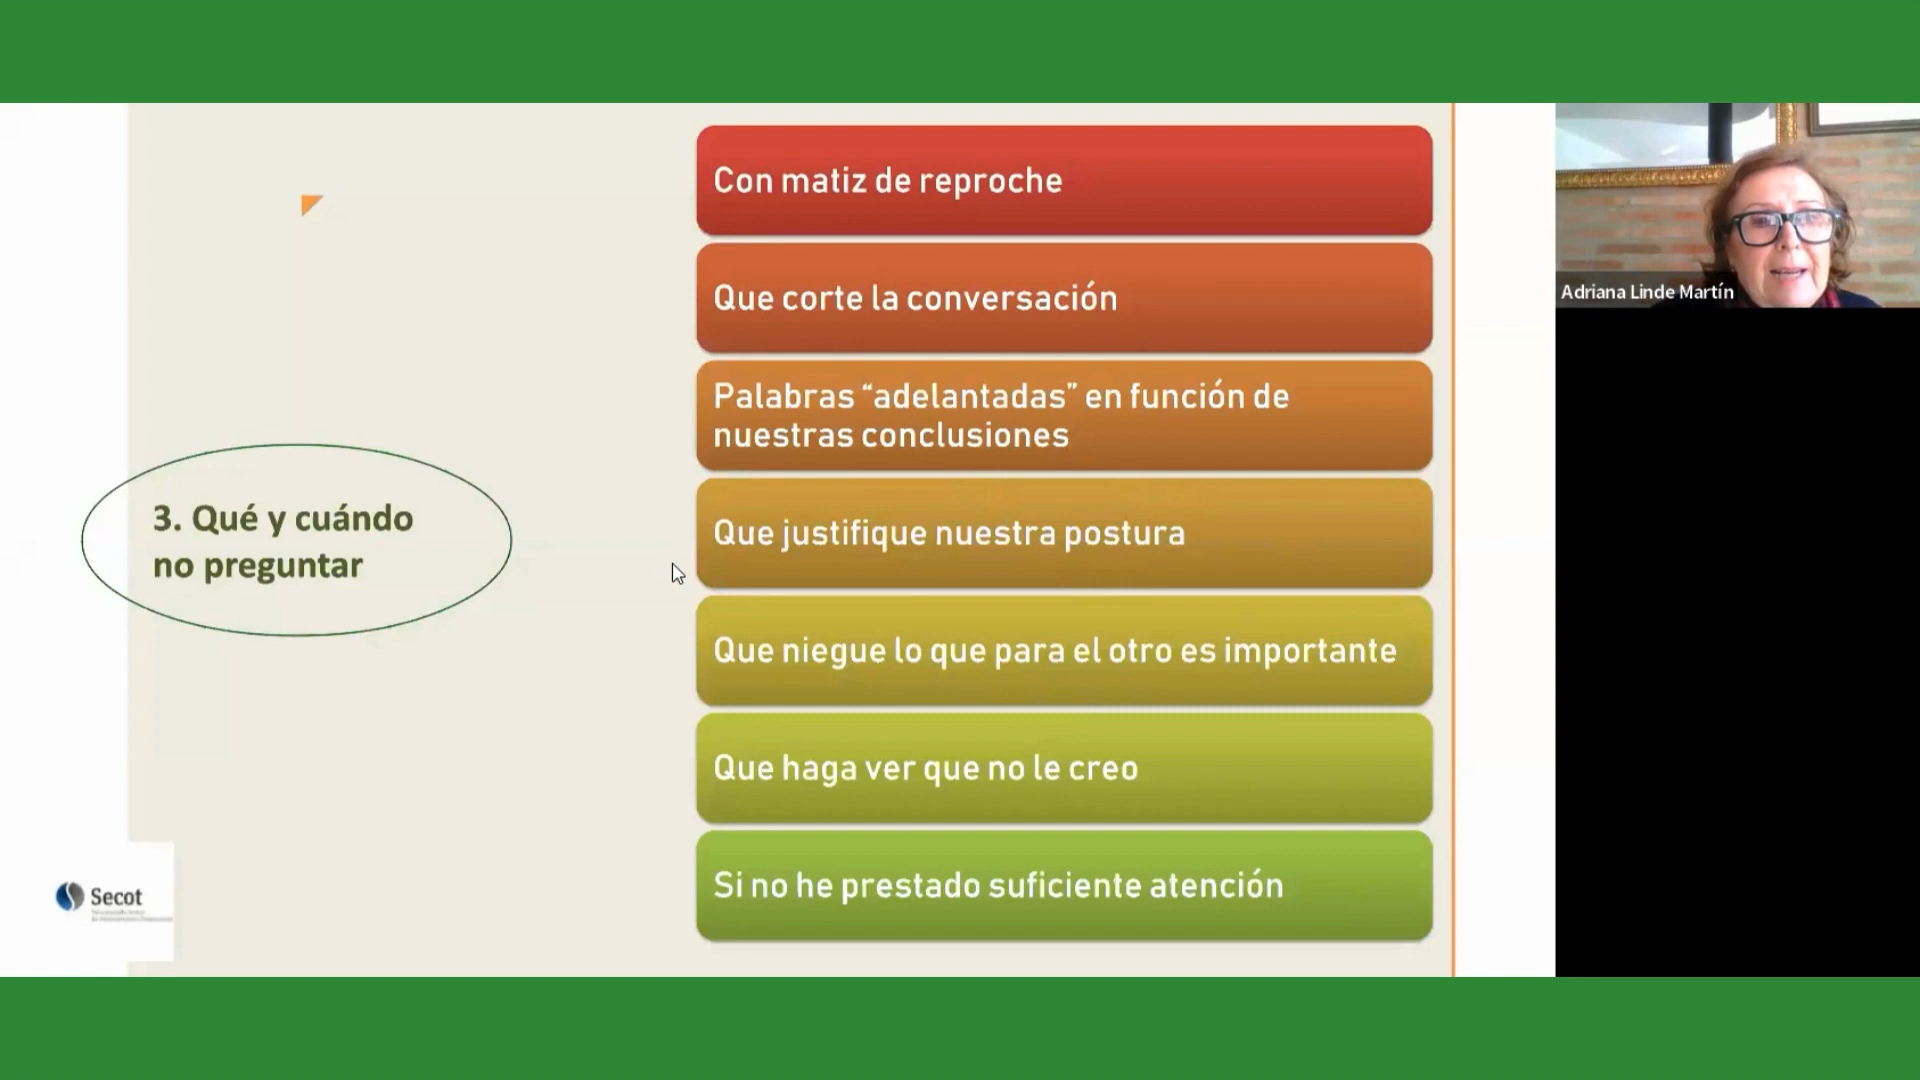 Con matiz de reproche
Que corte la conversación
Palabras “adelantadas” en función de
nuestras conclusiones
3. Qué y cuándo
no preguntar
Que justifique nuestra postura
Que niegue lo que para el otro es importante
Que haga ver que no le creo
Si no he prestado suficiente atención
Secot
Adriana Linde Martín